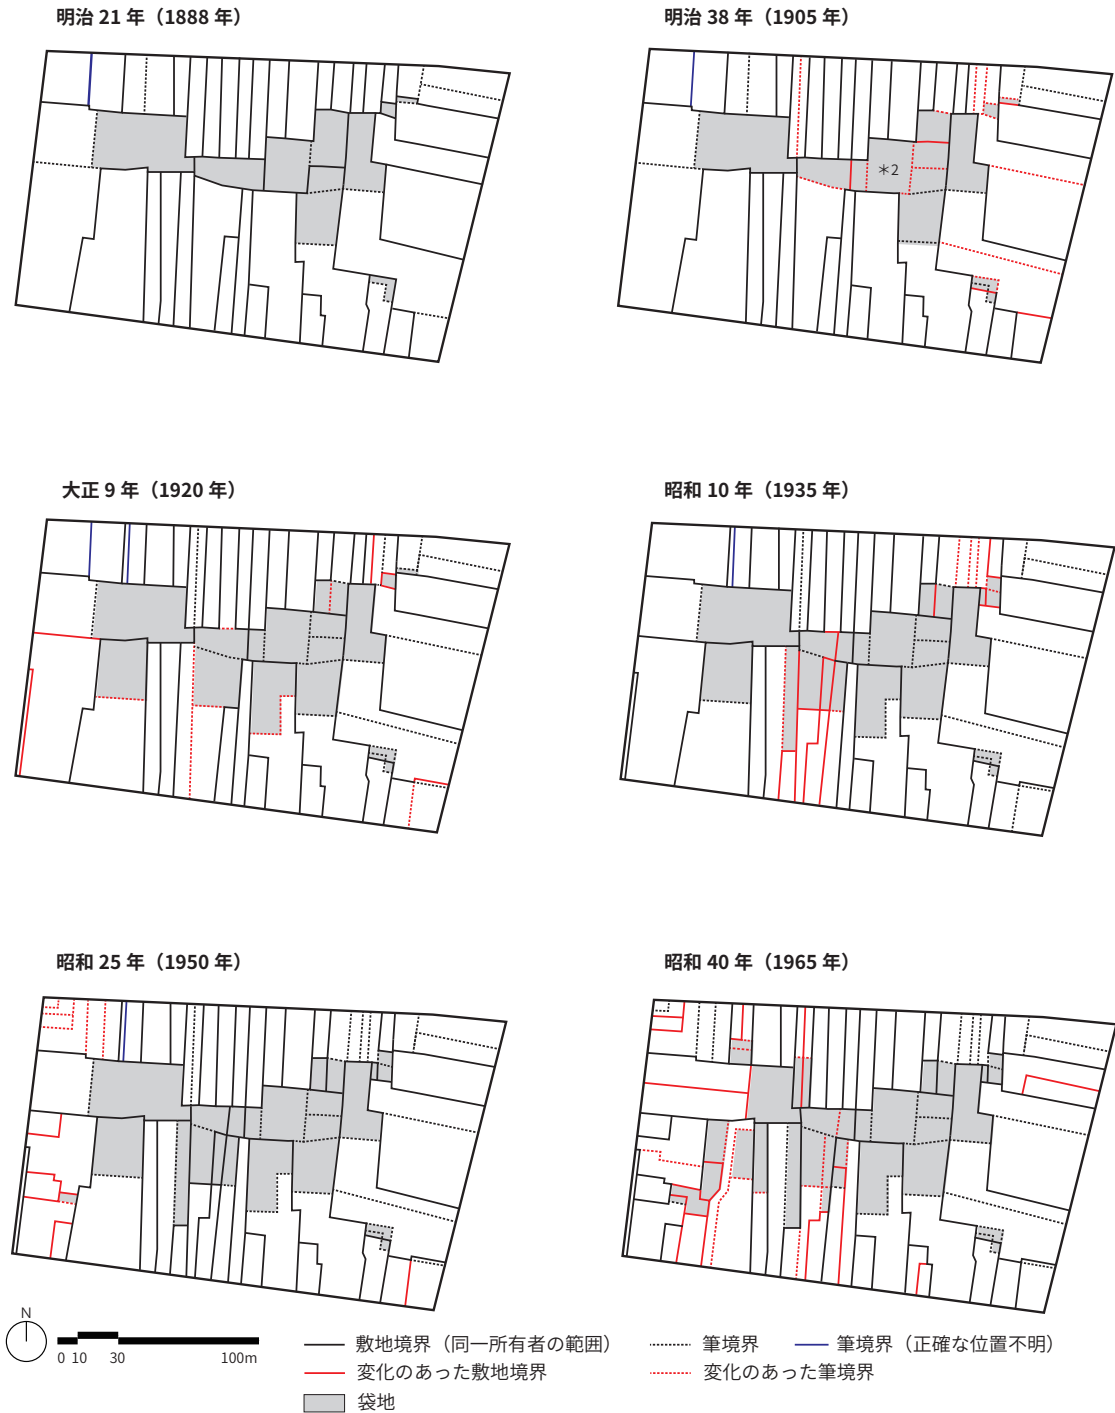 明治 21 年（1888 年）
明治 38 年（1905 年）
＊2
大正 9 年（1920 年）
昭和 10 年（1935 年）
昭和 25 年（1950 年）
昭和 40 年（1965 年）
N
0 10 30 100m
敷地境界（同一所有者の範囲）
筆境界
筆境界（正確な位置不明）
変化のあった敷地境界
変化のあった筆境界
袋地